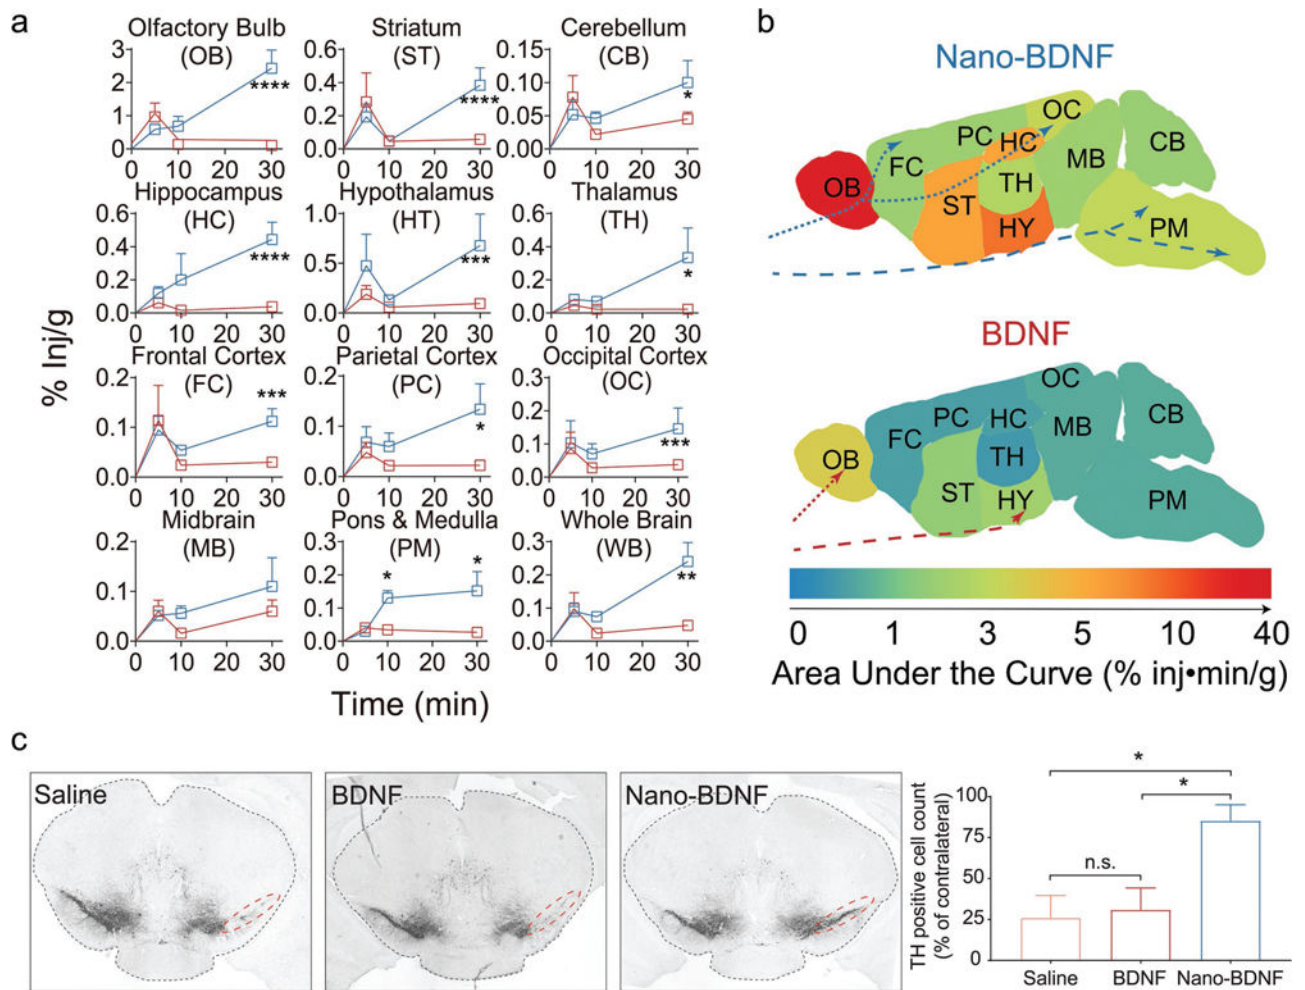 a
% Inj/g
Olfactory Bulb
(OB)
3
2
1
0
0 10 20 30
****
Striatum
(ST)
0.6
0.4
0.2
0.0
0 10 20 30
****
Cerebellum
(CB)
0.15
0.10
0.05
0.00
0 10 20 30
*
Hippocampus
(HC)
0.6
0.4
0.2
0.0
0 10 20 30
****
Hypothalamus
(HT)
1.0
0.5
0.0
0 10 20 30
***
Thalamus
(TH)
0.6
0.4
0.2
0.0
0 10 20 30
*
Frontal Cortex
(FC)
0.2
0.1
0.0
0 10 20 30
***
Parietal Cortex
(PC)
0.2
0.1
0.0
0 10 20 30
*
Occipital Cortex
(OC)
0.3
0.2
0.1
0.0
0 10 20 30
***
Midbrain
(MB)
0.2
0.1
0.0
0 10 20 30
Pons & Medulla
(PM)
0.3
0.2
0.1
0.0
0 10 20 30
*
*
Whole Brain
(WB)
0.3
0.2
0.1
0.0
0 10 20 30
**
Time (min)
b
Nano-BDNF
OB
FC
PC
HC
OC
MB
CB
ST
TH
HY
PM
BDNF
OB
FC
PC
HC
OC
MB
CB
ST
TH
HY
PM
0 1 3 5 10 40
Area Under the Curve (% inj•min/g)
c
Saline
BDNF
Nano-BDNF
TH positive cell count
(% of contralateral)
100
75
50
25
0
*
*
n.s.
Saline BDNF Nano-BDNF